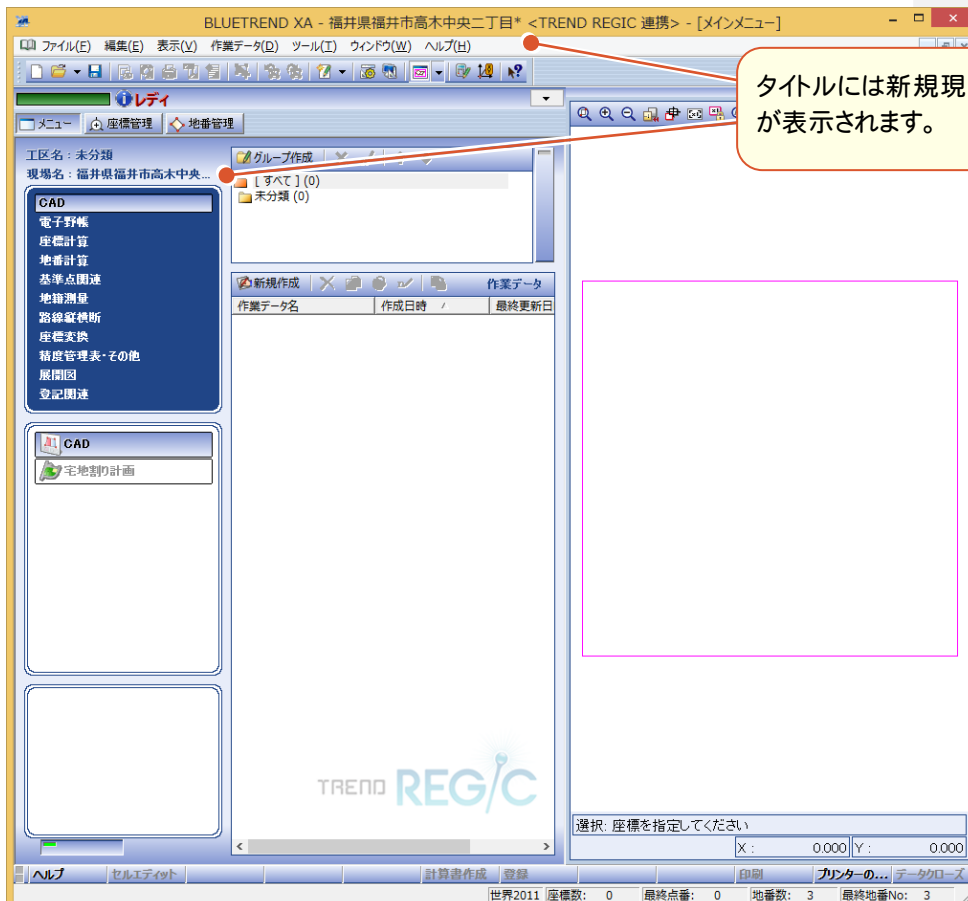 BLUETREND XA - 福井県福井市高木中央二丁目* <TREND REGIC 連携> - [メインメニュー]
ファイル(F) 編集(E) 表示(V) 作業データ(D) ツール(T) ウィンドウ(W) ヘルプ(H)
タイトルには新規現
が表示されます。
レディ
メニュー 座標管理 地番管理
工区名 : 未分類
現場名 : 福井県福井市高木中央...
グループ作成
[ すべて ] (0)
未分類 (0)
CAD
電子野帳
座標計算
地番計算
基準点関連
地籍測量
路線縦横断
座標変換
精度管理表・その他
展開図
登記関連
新規作成 作業データ
作業データ名 作成日時 最終更新日
CAD
宅地割り計画
TREND REGIC
選択: 座標を指定してください
X : 0.000 Y : 0.000
ヘルプ セルエディット 計算書作成 登録 印刷 プリンターの... データクローズ
世界2011 座標数: 0 最終点番: 0 地番数: 3 最終地番No: 3